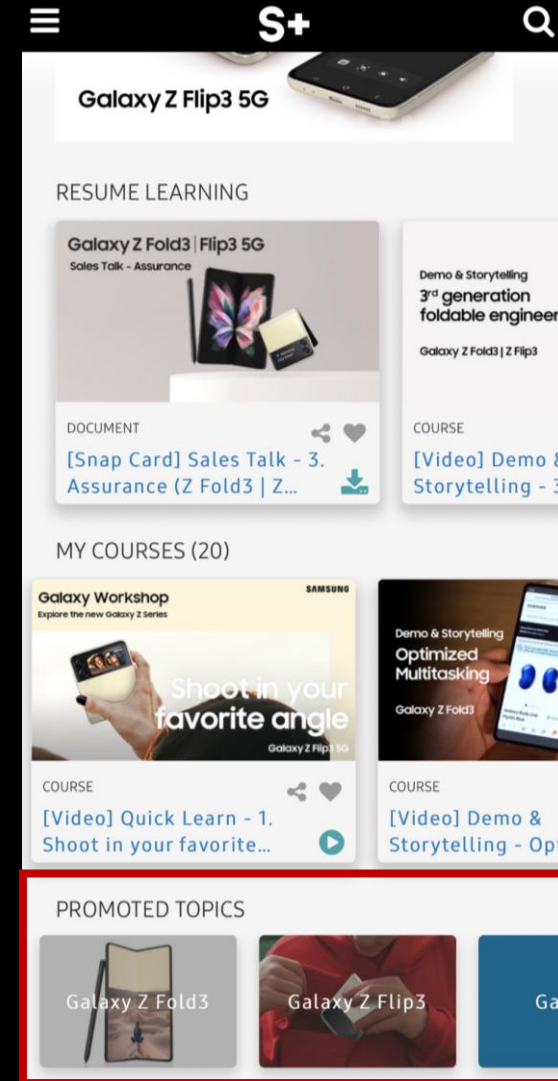 S+
Galaxy Z Flip3 5G
RESUME LEARNING
Galaxy Z Fold3 | Flip3 5G
Sales Talk - Assurance
DOCUMENT
[Snap Card] Sales Talk - 3.
Assurance (Z Fold3 | Z...
Demo & Storytelling
3rd generation
foldable engineer
Galaxy Z Fold3 | Z Flip3
COURSE
[Video] Demo &
Storytelling - 3
MY COURSES (20)
Galaxy Workshop
SAMSUNG
Explore the new Galaxy Z Series
Shoot in your
favorite angle
Galaxy Z Flip3 5G
COURSE
[Video] Quick Learn - 1.
Shoot in your favorite...
Demo & Storytelling
Optimized
Multitasking
Galaxy Z Fold3
COURSE
[Video] Demo &
Storytelling - Op
PROMOTED TOPICS
Galaxy Z Fold3
Galaxy Z Flip3
Ga